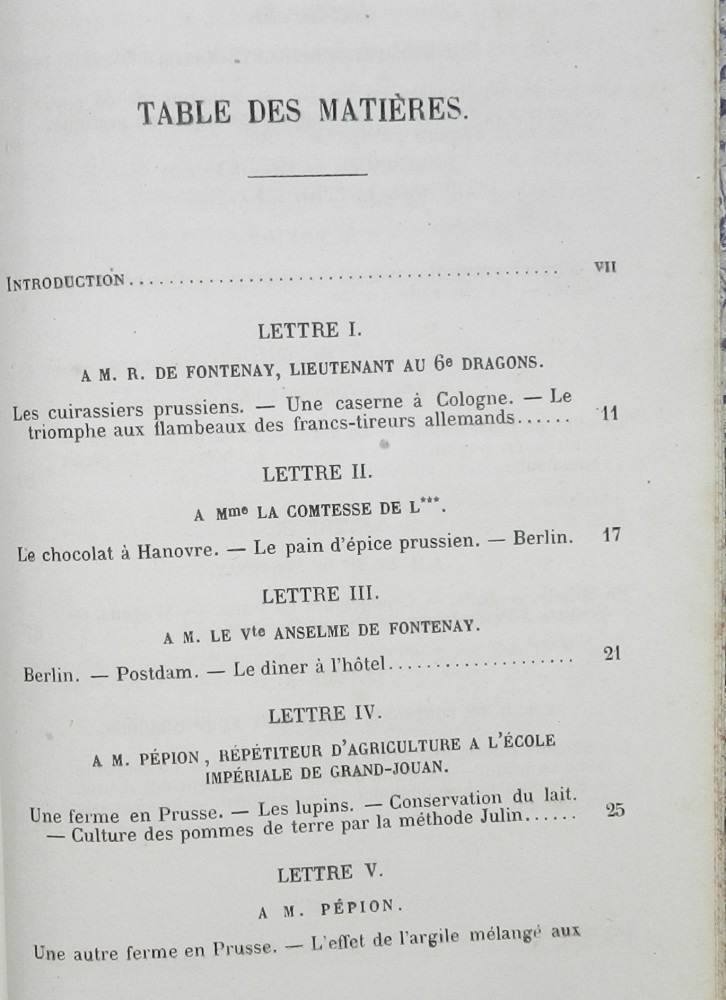 TABLE DES MATIÈRES.
INTRODUCTION........................................... VII
LETTRE I.
A M. R. DE FONTENAY, LIEUTENANT AU 6e DRAGONS.
Les cuirassiers prussiens. — Une caserne à Cologne. — Le
triomphe aux flambeaux des francs-tireurs allemands...... 11
LETTRE II.
A Mme LA COMTESSE DE L***.
Le chocolat à Hanovre. — Le pain d'épice prussien. — Berlin. 17
LETTRE III.
A M. LE Vte ANSELME DE FONTENAY.
Berlin. — Postdam. — Le dîner à l'hôtel.................... 21
LETTRE IV.
A M. PÉPION, RÉPÉTITEUR D'AGRICULTURE A L'ÉCOLE
IMPÉRIALE DE GRAND-JOUAN.
Une ferme en Prusse. — Les lupins. — Conservation du lait.
— Culture des pommes de terre par la méthode Julin...... 25
LETTRE V.
A M. PÉPION.
Une autre ferme en Prusse. — L'effet de l'argile mélangé aux